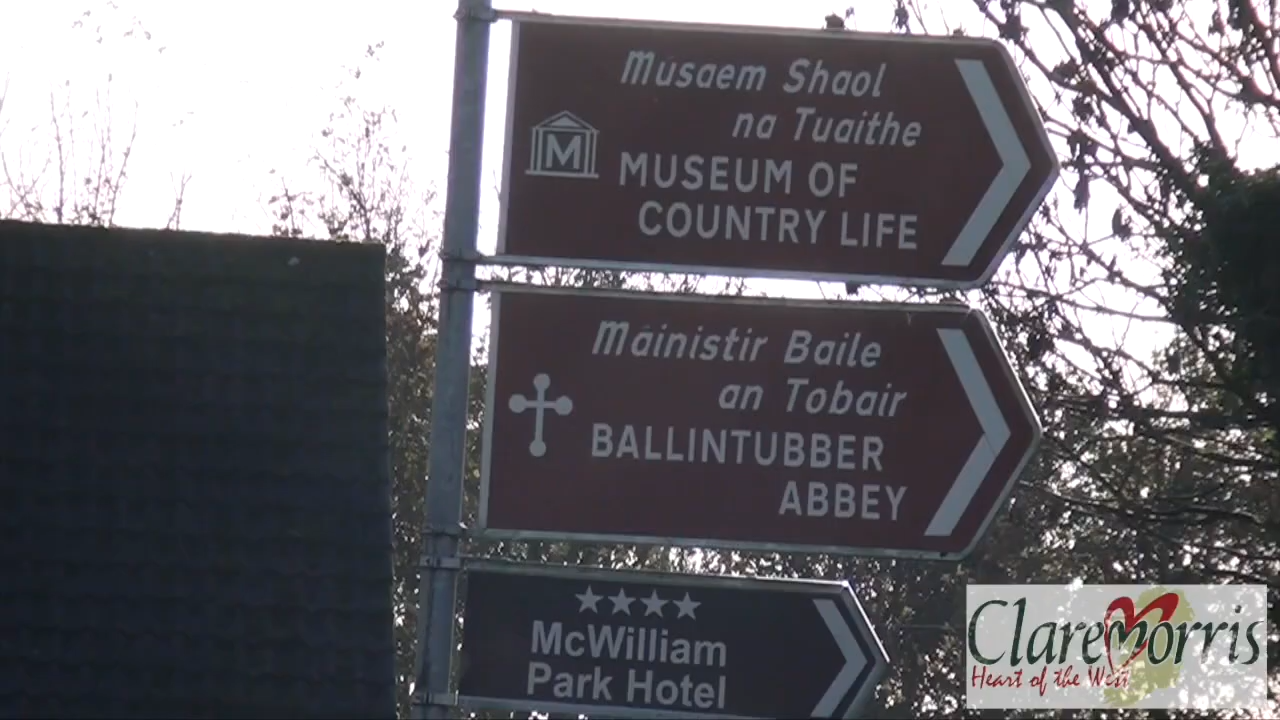 Musaem Shaol
na Tuaithe
M
MUSEUM OF
COUNTRY LIFE
Mainistir Baile
an Tobair
BALLINTUBBER
ABBEY
McWilliam
Park Hotel
Claremorris
Heart of the West